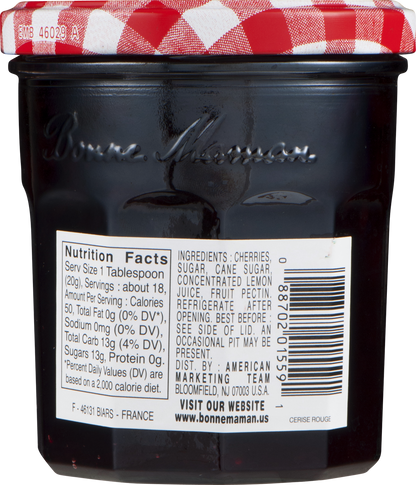 BMB 46029 A
Bonne Maman
Nutrition Facts
Serv Size 1 Tablespoon
(20g), Servings : about 18,
Amount Per Serving : Calories
50, Total Fat 0g (0% DV*),
Sodium 0mg (0% DV),
Total Carb 13g (4% DV),
Sugars 13g, Protein 0g.
*Percent Daily Values (DV) are
based on a 2,000 calorie diet.
F - 46131 BIARS - FRANCE
INGREDIENTS : CHERRIES,
SUGAR, CANE SUGAR,
CONCENTRATED LEMON
JUICE, FRUIT PECTIN.
REFRIGERATE AFTER
OPENING. BEST BEFORE :
SEE SIDE OF LID. AN
OCCASIONAL PIT MAY BE
PRESENT.
DIST. BY : AMERICAN
MARKETING TEAM
BLOOMFIELD, NJ 07003 U.S.A.
VISIT OUR WEBSITE
www.bonnemaman.us
0 88702 01559 1
CERISE ROUGE